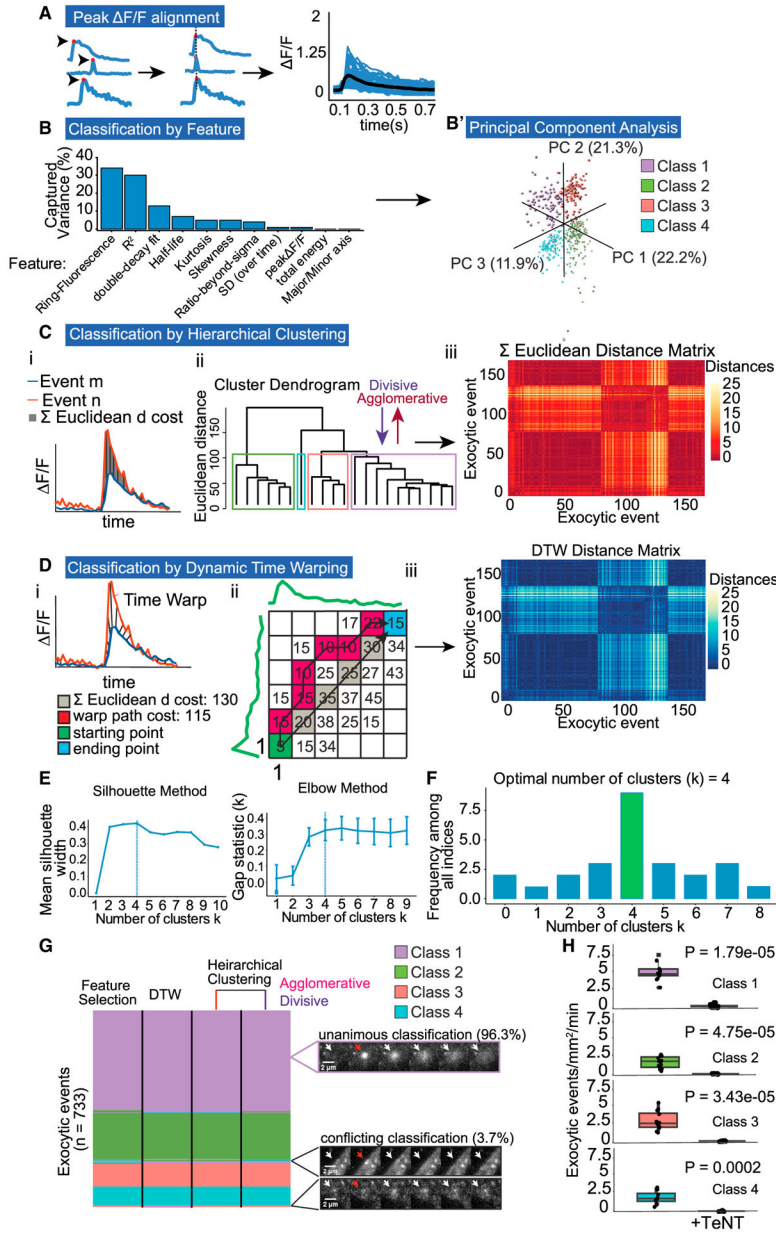 A
Peak ΔF/F alignment
ΔF/F
2
1.25
0
0.1 0.3 0.5 0.7
time(s)
B
Classification by Feature
Captured
Variance (%)
40
30
20
10
0
Feature:
Ring-Fluorescence
R²
double-decay fit
Half-life
Kurtosis
Skewness
Ratio-beyond-sigma
SD (over time)
peakΔF/F
total energy
Major/Minor axis
B'
Principal Component Analysis
PC 2 (21.3%)
Class 1
Class 2
Class 3
Class 4
PC 3 (11.9%)
PC 1 (22.2%)
C
Classification by Hierarchical Clustering
i
Event m
Event n
Σ Euclidean d cost
ΔF/F
time
ii
Cluster Dendrogram
Divisive
Agglomerative
Euclidean distance
200
150
100
50
0
iii
Σ Euclidean Distance Matrix
Exocytic event
150
100
50
0
0 50 100 150
Exocytic event
Distances
25
20
15
10
5
0
D
Classification by Dynamic Time Warping
i
Time Warp
ΔF/F
time
Σ Euclidean d cost: 130
warp path cost: 115
starting point
ending point
ii
17 22 15
15 10 10 30 34
10 25 25 27 43
15 15 35 37 45
15 20 38 25 15
5 15 34
1
1
iii
DTW Distance Matrix
Exocytic event
150
100
50
0
0 50 100 150
Exocytic event
Distances
25
20
15
10
5
0
E
Silhouette Method
Mean silhouette
width
0.4
0.3
0.2
0.1
0.0
1 2 3 4 5 6 7 8 9 10
Number of clusters k
Elbow Method
Gap statistic (k)
0.4
0.3
0.2
0.1
0.0
1 2 3 4 5 6 7 8 9
Number of clusters k
F
Optimal number of clusters (k) = 4
Frequency among
all indices
7.5
5.0
2.5
0.0
0 1 2 3 4 5 6 7 8
Number of clusters k
G
Class 1
Class 2
Class 3
Class 4
Feature
Selection
DTW
Heirarchical
Clustering
Agglomerative
Divisive
Exocytic events
(n = 733)
unanimous classification (96.3%)
2 μm
conflicting classification (3.7%)
2 μm
2 μm
H
Exocytic events/mm²/min
7.5
5
2.5
0
P = 1.79e-05
Class 1
7.5
5
2.5
0
P = 4.75e-05
Class 2
7.5
5
2.5
0
P = 3.43e-05
Class 3
7.5
5
2.5
0
P = 0.0002
Class 4
+TeNT